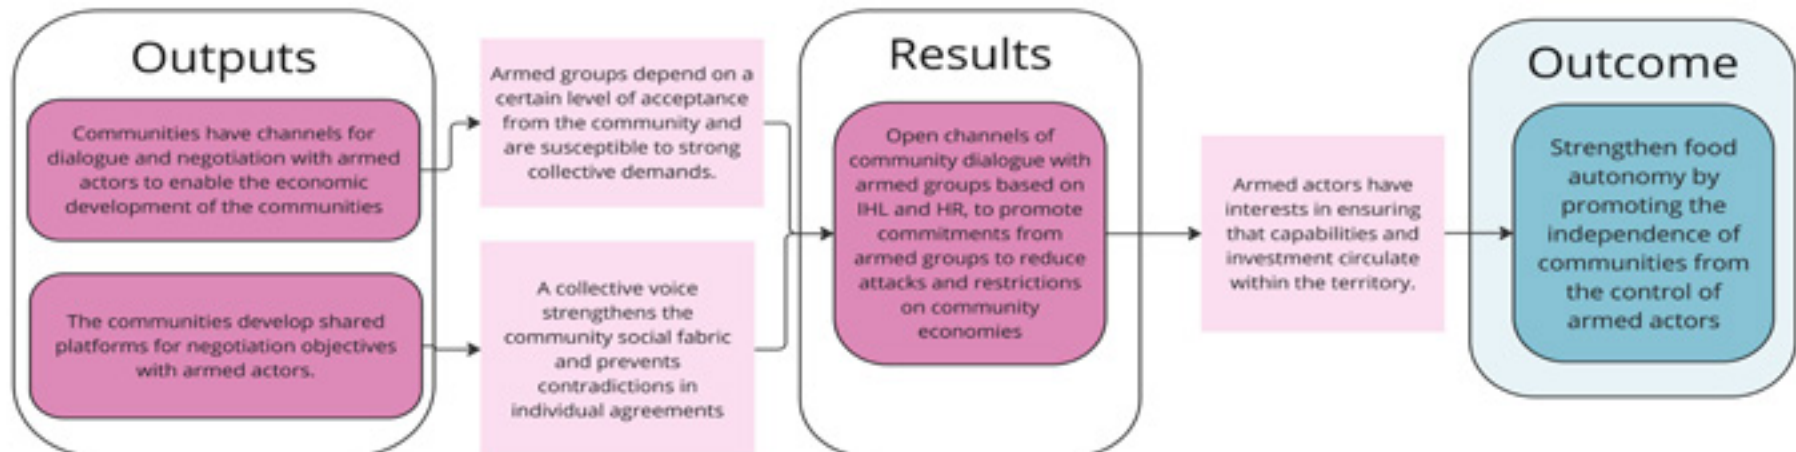 Outputs
Communities have channels for
dialogue and negotiation with armed
actors to enable the economic
development of the communities
The communities develop shared
platforms for negotiation objectives
with armed actors.
Armed groups depend on a
certain level of acceptance
from the community and
are susceptible to strong
collective demands.
A collective voice
strengthens the
community social fabric
and prevents
contradictions in
individual agreements
Results
Open channels of
community dialogue with
armed groups based on
IHL and HR, to promote
commitments from
armed groups to reduce
attacks and restrictions
on community
economies
Armed actors have
interests in ensuring
that capabilities and
investment circulate
within the territory.
Outcome
Strengthen food
autonomy by
promoting the
independence of
communities from
the control of
armed actors